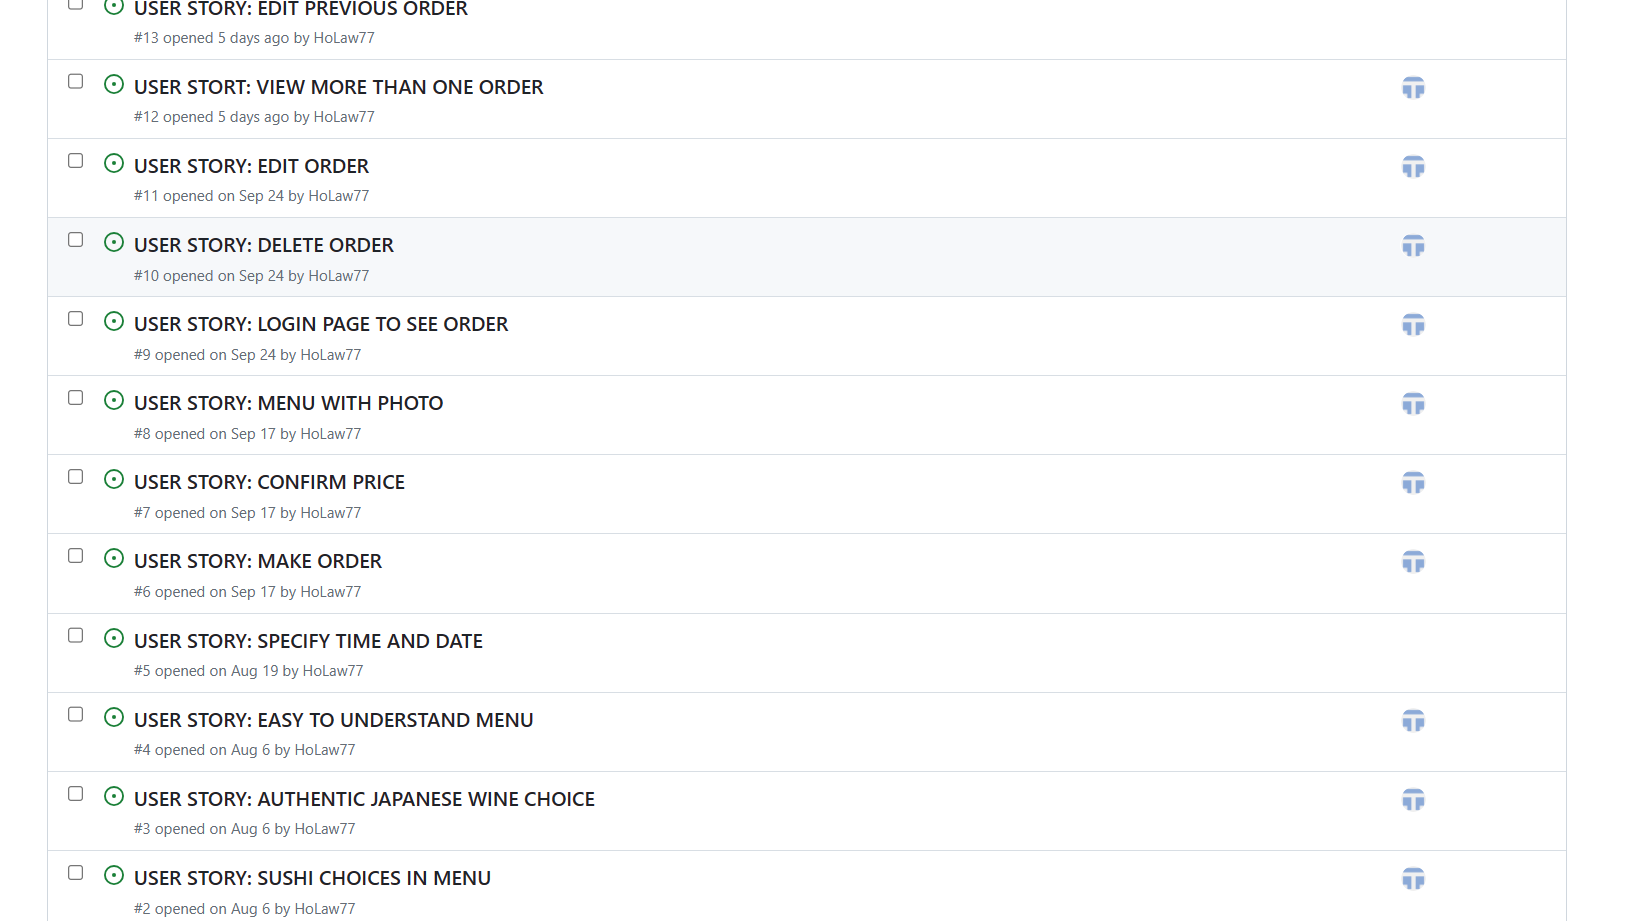 USER STORY: EDIT PREVIOUS ORDER
#13 opened 5 days ago by HoLaw77
USER STORT: VIEW MORE THAN ONE ORDER
#12 opened 5 days ago by HoLaw77
USER STORY: EDIT ORDER
#11 opened on Sep 24 by HoLaw77
USER STORY: DELETE ORDER
#10 opened on Sep 24 by HoLaw77
USER STORY: LOGIN PAGE TO SEE ORDER
#9 opened on Sep 24 by HoLaw77
USER STORY: MENU WITH PHOTO
#8 opened on Sep 17 by HoLaw77
USER STORY: CONFIRM PRICE
#7 opened on Sep 17 by HoLaw77
USER STORY: MAKE ORDER
#6 opened on Sep 17 by HoLaw77
USER STORY: SPECIFY TIME AND DATE
#5 opened on Aug 19 by HoLaw77
USER STORY: EASY TO UNDERSTAND MENU
#4 opened on Aug 6 by HoLaw77
USER STORY: AUTHENTIC JAPANESE WINE CHOICE
#3 opened on Aug 6 by HoLaw77
USER STORY: SUSHI CHOICES IN MENU
#2 opened on Aug 6 by HoLaw77